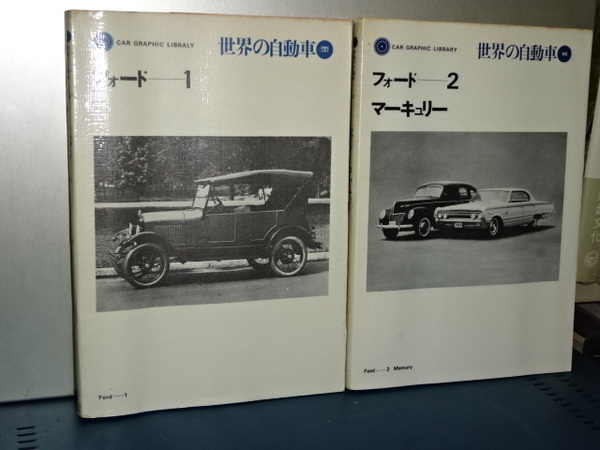 CAR GRAPHIC LIBRALY
世界の自動車
フォード—1
Ford—1
CAR GRAPHIC LIBRARY
世界の自動車 46
フォード—2
マーキュリー
Ford—2 Mercury